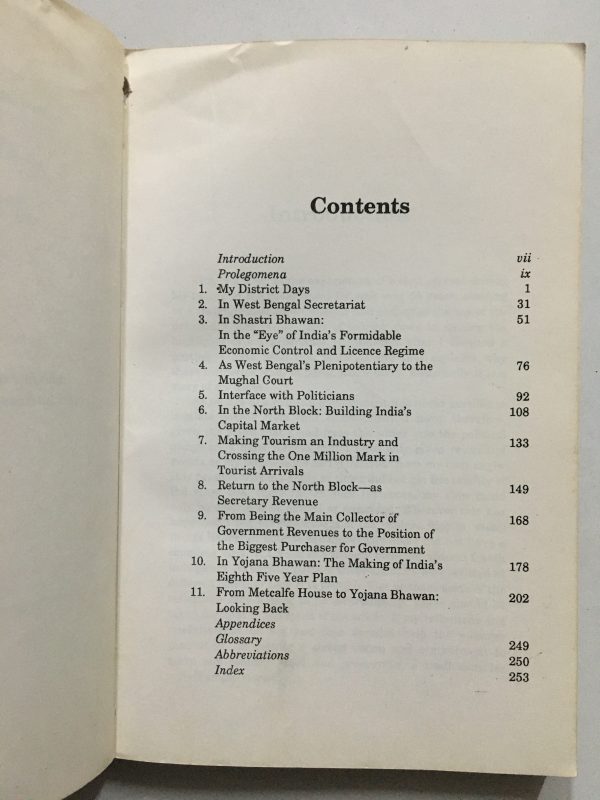 Contents
Introduction vii
Prolegomena ix
1. My District Days 1
2. In West Bengal Secretariat 31
3. In Shastri Bhawan: 51
In the "Eye" of India's Formidable
Economic Control and Licence Regime
4. As West Bengal's Plenipotentiary to the 76
Mughal Court
5. Interface with Politicians 92
6. In the North Block: Building India's 108
Capital Market
7. Making Tourism an Industry and 133
Crossing the One Million Mark in
Tourist Arrivals
8. Return to the North Block—as 149
Secretary Revenue
9. From Being the Main Collector of 168
Government Revenues to the Position of
the Biggest Purchaser for Government
10. In Yojana Bhawan: The Making of India's 178
Eighth Five Year Plan
11. From Metcalfe House to Yojana Bhawan: 202
Looking Back
Appendices
Glossary 249
Abbreviations 250
Index 253